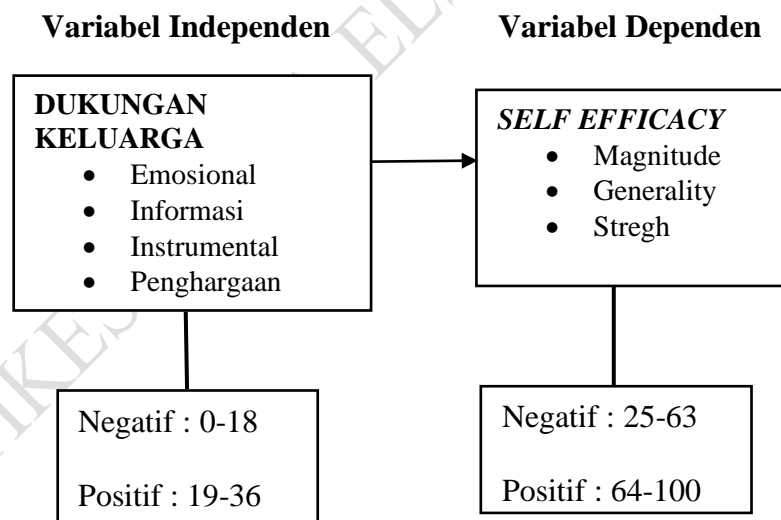 Variabel Independen
Variabel Dependen
DUKUNGAN
KELUARGA
• Emosional
• Informasi
• Instrumental
• Penghargaan
SELF EFFICACY
• Magnitude
• Generality
• Stregh
Negatif : 0-18
Positif : 19-36
Negatif : 25-63
Positif : 64-100